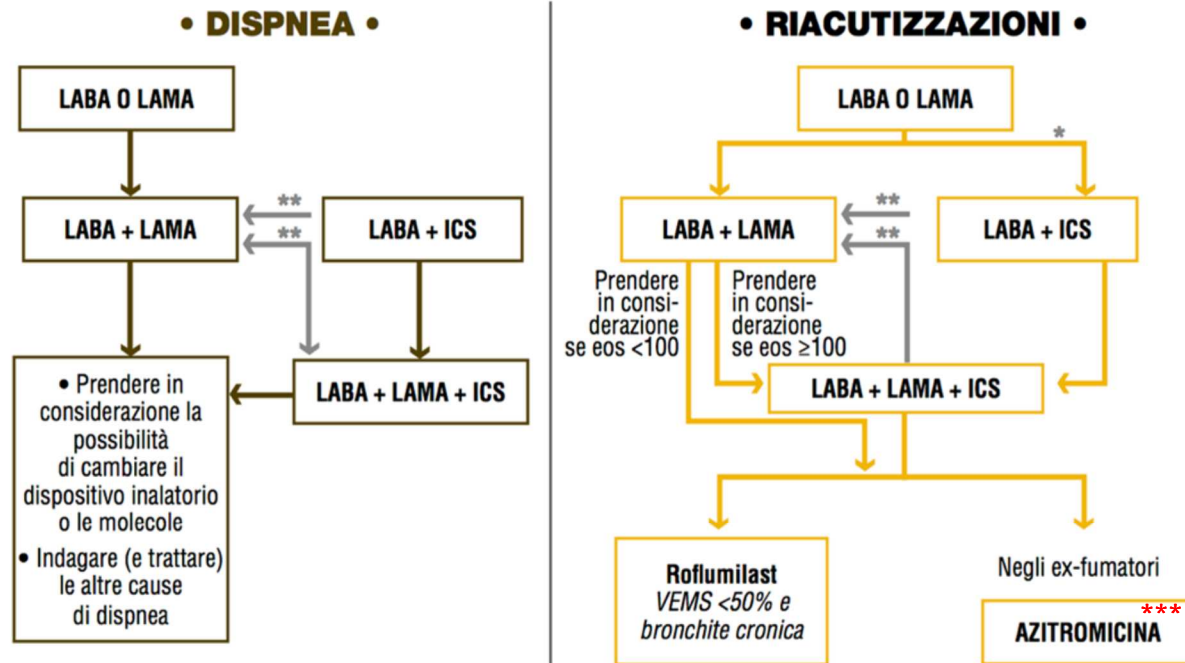 • DISPNEA •
LABA O LAMA
LABA + LAMA
**
**
LABA + ICS
LABA + LAMA + ICS
• Prendere in
considerazione la
possibilità
di cambiare il
dispositivo inalatorio
o le molecole
• Indagare (e trattare)
le altre cause
di dispnea
• RIACUTIZZAZIONI •
LABA O LAMA
*
LABA + LAMA
**
**
LABA + ICS
Prendere
in consi-
derazione
se eos <100
Prendere
in consi-
derazione
se eos ≥100
LABA + LAMA + ICS
Roflumilast
VEMS <50% e
bronchite cronica
Negli ex-fumatori
***
AZITROMICINA